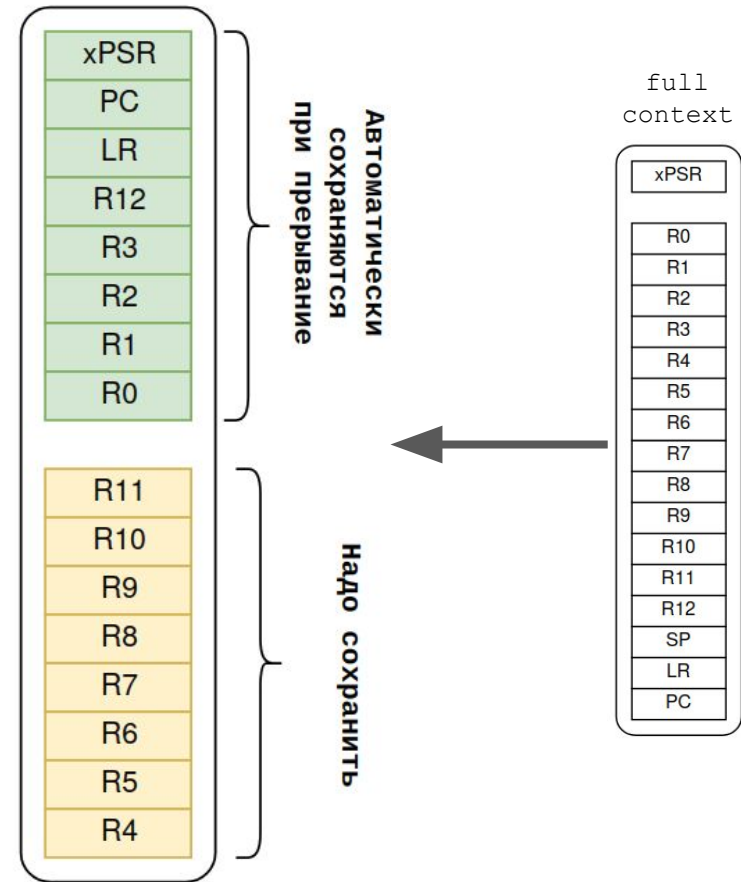 xPSR
PC
LR
R12
R3
R2
R1
R0
Автоматически
сохраняются
при прерывание
R11
R10
R9
R8
R7
R6
R5
R4
Надо сохранить
full
context
xPSR
R0
R1
R2
R3
R4
R5
R6
R7
R8
R9
R10
R11
R12
SP
LR
PC